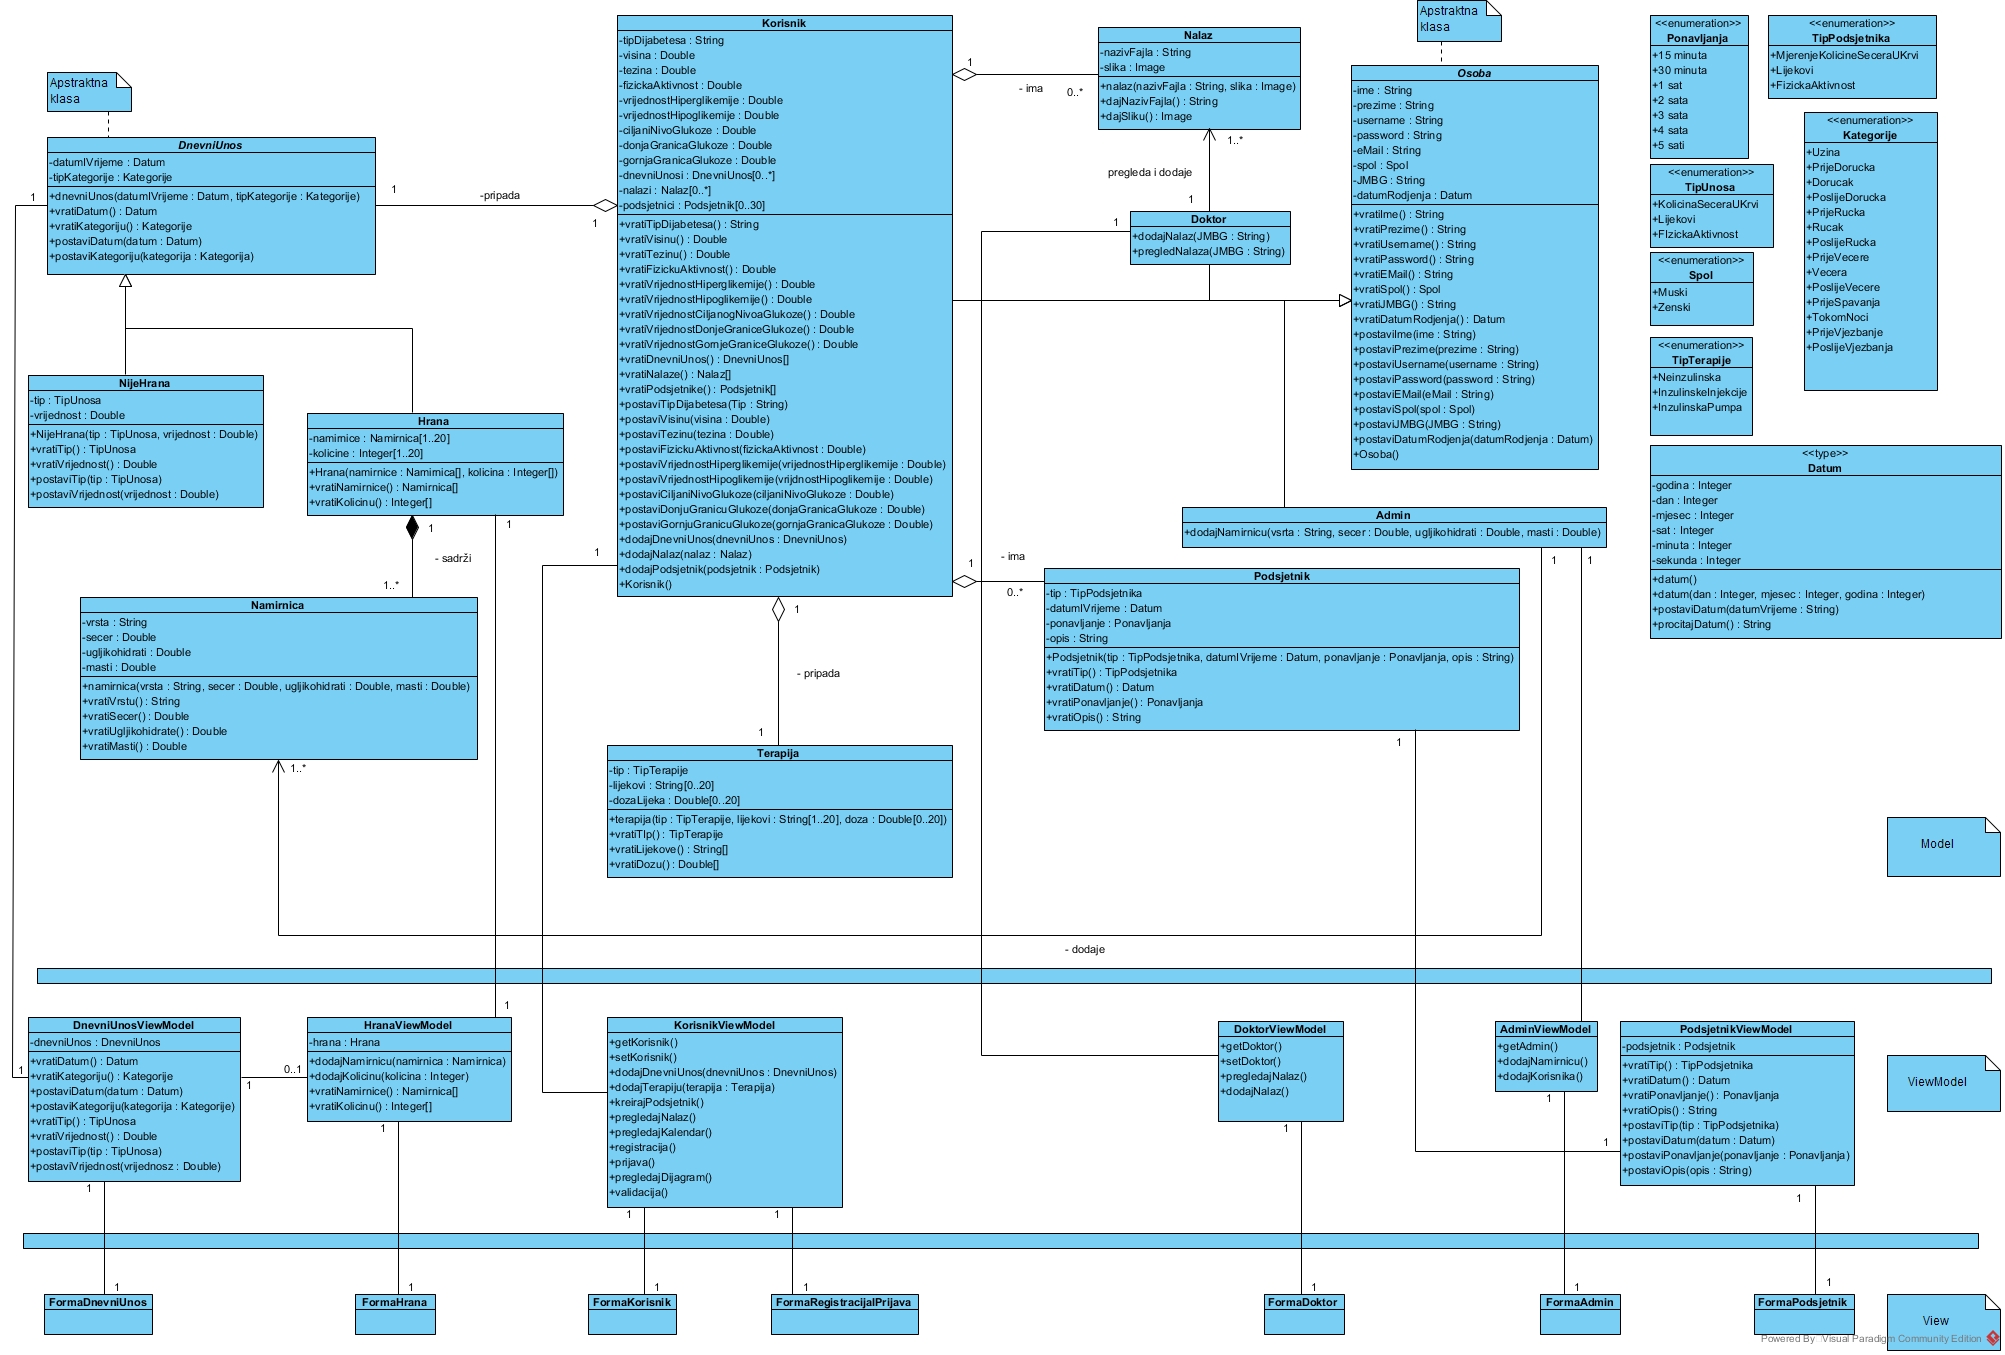 Apstraktna
klasa
DnevniUnos
-datumIVrijeme : Datum
-tipKategorije : Kategorije
+dnevniUnos(datumIVrijeme : Datum, tipKategorije : Kategorije)
+vratiDatum() : Datum
+vratiKategoriju() : Kategorije
+postaviDatum(datum : Datum)
+postaviKategoriju(kategorija : Kategorija)
1
1
-pripada
1
NijeHrana
-tip : TipUnosa
-vrijednost : Double
+NijeHrana(tip : TipUnosa, vrijednost : Double)
+vratiTip() : TipUnosa
+vratiVrijednost() : Double
+postaviTip(tip : TipUnosa)
+postaviVrijednost(vrijednost : Double)
Hrana
-namirnice : Namirnica[1..20]
-kolicine : Integer[1..20]
+Hrana(namirnice : Namirnica[], kolicina : Integer[])
+vratiNamirnice() : Namirnica[]
+vratiKolicinu() : Integer[]
1
1
- sadrži
1..*
Namirnica
-vrsta : String
-secer : Double
-ugljikohidrati : Double
-masti : Double
+namirnica(vrsta : String, secer : Double, ugljikohidrati : Double, masti : Double)
+vratiVrstu() : String
+vratiSecer() : Double
+vratiUgljikohidrate() : Double
+vratiMasti() : Double
1..*
Korisnik
-tipDijabetesa : String
-visina : Double
-tezina : Double
-fizickaAktivnost : Double
-vrijednostHiperglikemije : Double
-vrijednostHipoglikemije : Double
-ciljaniNivoGlukoze : Double
-donjaGranicaGlukoze : Double
-gornjaGranicaGlukoze : Double
-dnevniUnosi : DnevniUnos[0..*]
-nalazi : Nalaz[0..*]
-podsjetnici : Podsjetnik[0..30]
+vratiTipDijabetesa() : String
+vratiVisinu() : Double
+vratiTezinu() : Double
+vratiFizickuAktivnost() : Double
+vratiVrijednostHiperglikemije() : Double
+vratiVrijednostHipoglikemije() : Double
+vratiVrijednostCiljanogNivoaGlukoze() : Double
+vratiVrijednostDonjeGraniceGlukoze() : Double
+vratiVrijednostGornjeGraniceGlukoze() : Double
+vratiDnevniUnos() : DnevniUnos[]
+vratiNalaze() : Nalaz[]
+vratiPodsjetnike() : Podsjetnik[]
+postaviTipDijabetesa(Tip : String)
+postaviVisinu(visina : Double)
+postaviTezinu(tezina : Double)
+postaviFizickuAktivnost(fizickaAktivnost : Double)
+postaviVrijednostHiperglikemije(vrijednostHiperglikemije : Double)
+postaviVrijednostHipoglikemije(vrijdnostHipoglikemije : Double)
+postaviCiljaniNivoGlukoze(ciljaniNivoGlukoze : Double)
+postaviDonjuGranicuGlukoze(donjaGranicaGlukoze : Double)
+postaviGornjuGranicuGlukoze(gornjaGranicaGlukoze : Double)
+dodajDnevniUnos(dnevniUnos : DnevniUnos)
+dodajNalaz(nalaz : Nalaz)
+dodajPodsjetnik(podsjetnik : Podsjetnik)
+Korisnik()
1
1
- pripada
1
Terapija
-tip : TipTerapije
-lijekovi : String[0..20]
-dozaLijeka : Double[0..20]
+terapija(tip : TipTerapije, lijekovi : String[1..20], doza : Double[0..20])
+vratiTIp() : TipTerapije
+vratiLijekove() : String[]
+vratiDozu() : Double[]
1
- ima
0..*
Nalaz
-nazivFajla : String
-slika : Image
+nalaz(nazivFajla : String, slika : Image)
+dajNazivFajla() : String
+dajSliku() : Image
1..*
pregleda i dodaje
1
1
Doktor
+dodajNalaz(JMBG : String)
+pregledNalaza(JMBG : String)
Apstraktna
klasa
Osoba
-ime : String
-prezime : String
-username : String
-password : String
-eMail : String
-spol : Spol
-JMBG : String
-datumRodjenja : Datum
+vratiIme() : String
+vratiPrezime() : String
+vratiUsername() : String
+vratiPassword() : String
+vratiEMail() : String
+vratiSpol() : Spol
+vratiJMBG() : String
+vratiDatumRodjenja() : Datum
+postaviIme(ime : String)
+postaviPrezime(prezime : String)
+postaviUsername(username : String)
+postaviPassword(password : String)
+postaviEMail(eMail : String)
+postaviSpol(spol : Spol)
+postaviJMBG(JMBG : String)
+postaviDatumRodjenja(datumRodjenja : Datum)
+Osoba()
Admin
+dodajNamirnicu(vsrta : String, secer : Double, ugljikohidrati : Double, masti : Double)
1
1
1
- ima
0..*
Podsjetnik
-tip : TipPodsjetnika
-datumIVrijeme : Datum
-ponavljanje : Ponavljanja
-opis : String
+Podsjetnik(tip : TipPodsjetnika, datumIVrijeme : Datum, ponavljanje : Ponavljanja, opis : String)
+vratiTip() : TipPodsjetnika
+vratiDatum() : Datum
+vratiPonavljanje() : Ponavljanja
+vratiOpis() : String
1
- dodaje
<<enumeration>>
Ponavljanja
+15 minuta
+30 minuta
+1 sat
+2 sata
+3 sata
+4 sata
+5 sati
<<enumeration>>
TipPodsjetnika
+MjerenjeKolicineSeceraUKrvi
+Lijekovi
+FizickaAktivnost
<<enumeration>>
TipUnosa
+KolicinaSeceraUKrvi
+Lijekovi
+FIzickaAktivnost
<<enumeration>>
Spol
+Muski
+Zenski
<<enumeration>>
TipTerapije
+Neinzulinska
+InzulinskeInjekcije
+InzulinskaPumpa
<<enumeration>>
Kategorije
+Uzina
+PrijeDorucka
+Dorucak
+PoslijeDorucka
+PrijeRucka
+Rucak
+PoslijeRucka
+PrijeVecere
+Vecera
+PoslijeVecere
+PrijeSpavanja
+TokomNoci
+PrijeVjezbanje
+PoslijeVjezbanja
<<type>>
Datum
-godina : Integer
-dan : Integer
-mjesec : Integer
-sat : Integer
-minuta : Integer
-sekunda : Integer
+datum()
+datum(dan : Integer, mjesec : Integer, godina : Integer)
+postaviDatum(datumVrijeme : String)
+procitajDatum() : String
Model
1
DnevniUnosViewModel
-dnevniUnos : DnevniUnos
+vratiDatum() : Datum
+vratiKategoriju() : Kategorije
+postaviDatum(datum : Datum)
+postaviKategoriju(kategorija : Kategorije)
+vratiTip() : TipUnosa
+vratiVrijednost() : Double
+postaviTip(tip : TipUnosa)
+postaviVrijednost(vrijednosz : Double)
1
1
0..1
1
HranaViewModel
-hrana : Hrana
+dodajNamirnicu(namirnica : Namirnica)
+dodajKolicinu(kolicina : Integer)
+vratiNamirnice() : Namirnica[]
+vratiKolicinu() : Integer[]
1
KorisnikViewModel
+getKorisnik()
+setKorisnik()
+dodajDnevniUnos(dnevniUnos : DnevniUnos)
+dodajTerapiju(terapija : Terapija)
+kreirajPodsjetnik()
+pregledajNalaz()
+pregledajKalendar()
+registracija()
+prijava()
+pregledajDijagram()
+validacija()
1
1
DoktorViewModel
+getDoktor()
+setDoktor()
+pregledajNalaz()
+dodajNalaz()
1
AdminViewModel
+getAdmin()
+dodajNamirnicu()
+dodajKorisnika()
1
1
PodsjetnikViewModel
-podsjetnik : Podsjetnik
+vratiTip() : TipPodsjetnika
+vratiDatum() : Datum
+vratiPonavljanje() : Ponavljanja
+vratiOpis() : String
+postaviTip(tip : TipPodsjetnika)
+postaviDatum(datum : Datum)
+postaviPonavljanje(ponavljanje : Ponavljanja)
+postaviOpis(opis : String)
1
ViewModel
1
FormaDnevniUnos
1
FormaHrana
1
FormaKorisnik
1
FormaRegistracijaIPrijava
1
FormaDoktor
1
FormaAdmin
1
FormaPodsjetnik
View
Powered By Visual Paradigm Community Edition